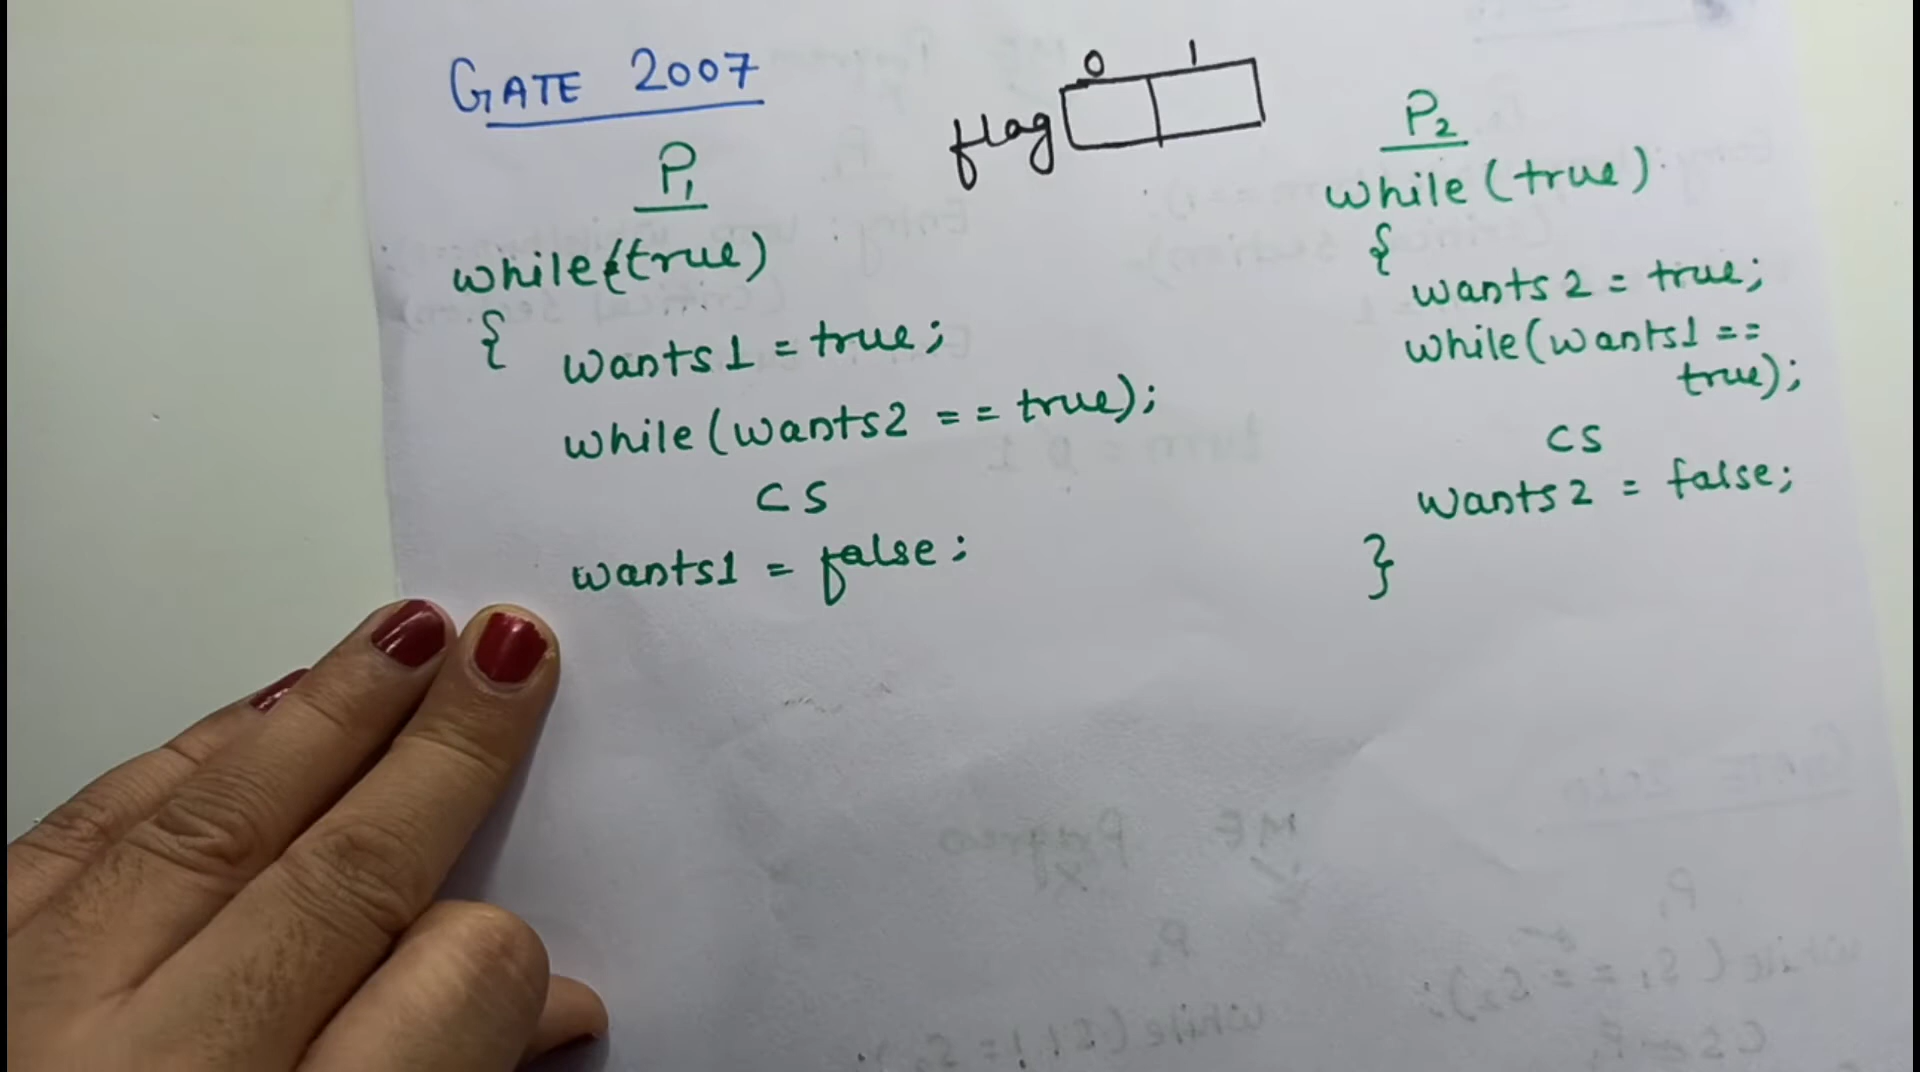 GATE 2007
flag 0 1
P1
while(true)
{ wants1 = true;
while(wants2 == true);
CS
wants1 = false;
P2
while(true)
{
wants2 = true;
while(wants1 ==
true);
CS
wants2 = false;
}